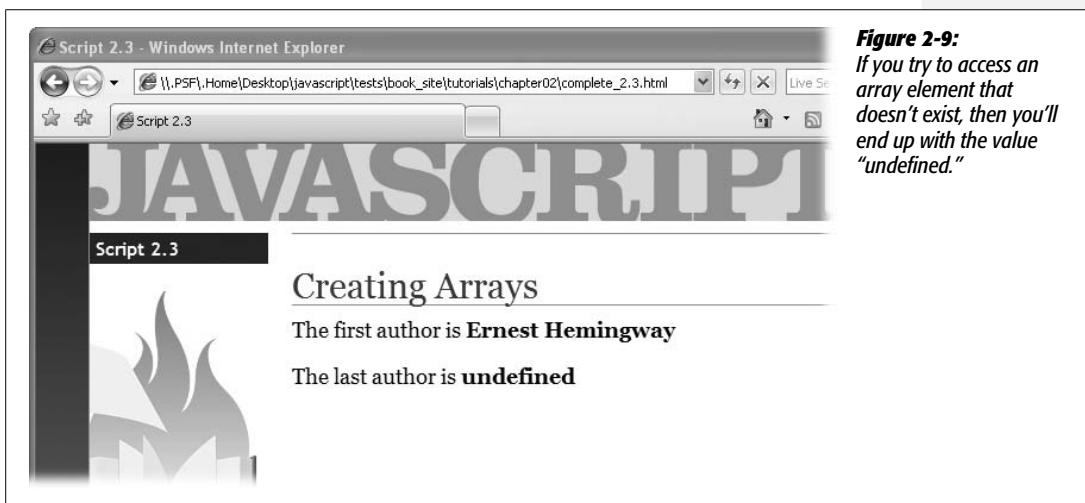 Script 2.3 - Windows Internet Explorer
\\.PSF\.Home\Desktop\javascript\tests\book_site\tutorials\chapter02\complete_2.3.html
Live Se
Script 2.3
JAVASCRIPT
Script 2.3
Creating Arrays
The first author is Ernest Hemingway
The last author is undefined
Figure 2-9:
If you try to access an
array element that
doesn't exist, then you'll
end up with the value
"undefined."